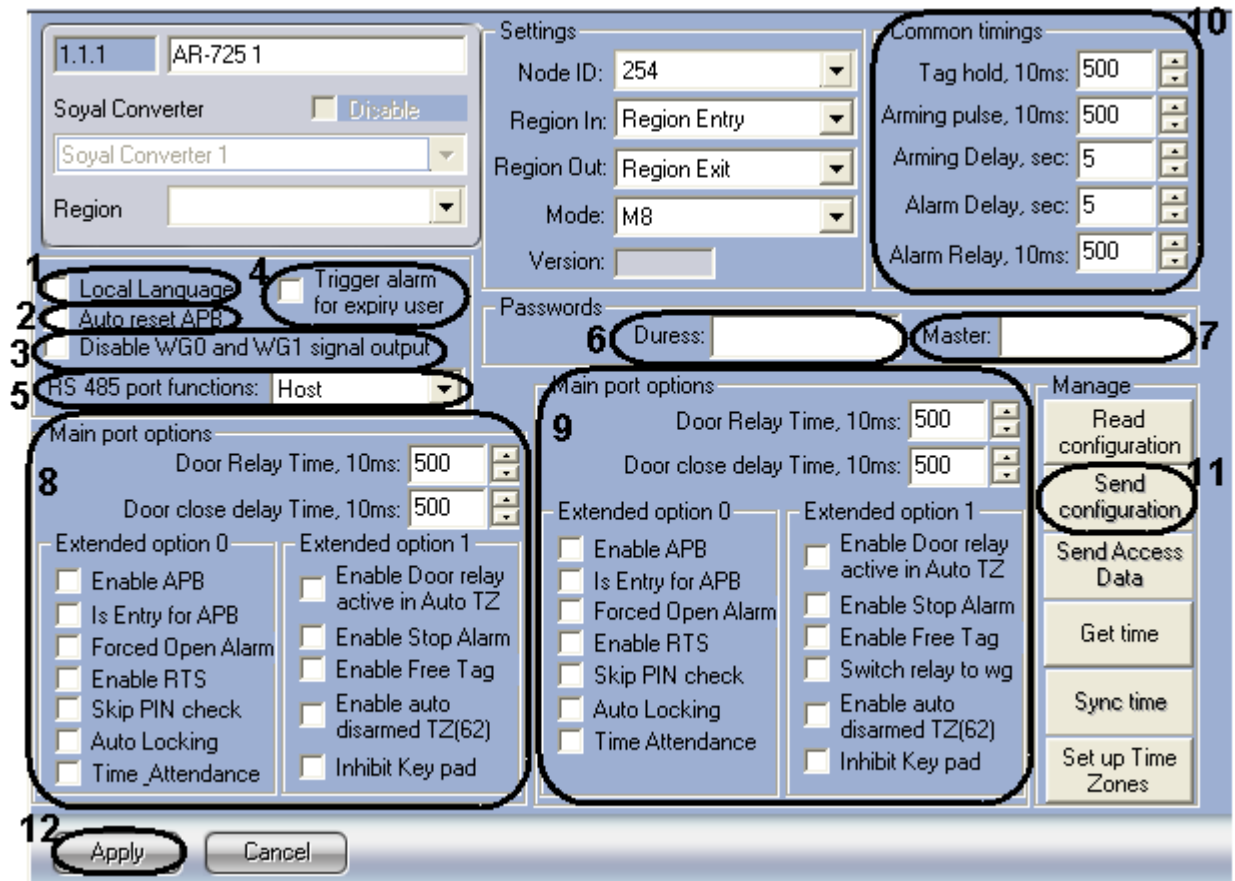 1.1.1 AR-725 1
Soyal Converter Disable
Soyal Converter 1
Region
Settings
Node ID: 254
Region In: Region Entry
Region Out: Region Exit
Mode: M8
Version:
10
Common timings
Tag hold, 10ms: 500
Arming pulse, 10ms: 500
Arming Delay, sec: 5
Alarm Delay, sec: 5
Alarm Relay, 10ms: 500
1 Local Language
2 Auto reset APB
3 Disable WG0 and WG1 signal output
4 Trigger alarm
for expiry user
5 RS 485 port functions: Host
Passwords
6 Duress:
Master: 7
8
Main port options
Door Relay Time, 10ms: 500
Door close delay Time, 10ms: 500
Extended option 0
Enable APB
Is Entry for APB
Forced Open Alarm
Enable RTS
Skip PIN check
Auto Locking
Time _Attendance
Extended option 1
Enable Door relay
active in Auto TZ
Enable Stop Alarm
Enable Free Tag
Enable auto
disarmed TZ(62)
Inhibit Key pad
9
Main port options
Door Relay Time, 10ms: 500
Door close delay Time, 10ms: 500
Extended option 0
Enable APB
Is Entry for APB
Forced Open Alarm
Enable RTS
Skip PIN check
Auto Locking
Time Attendance
Extended option 1
Enable Door relay
active in Auto TZ
Enable Stop Alarm
Enable Free Tag
Switch relay to wg
Enable auto
disarmed TZ(62)
Inhibit Key pad
Manage
Read
configuration
Send
configuration
11
Send Access
Data
Get time
Sync time
Set up Time
Zones
12
Apply Cancel